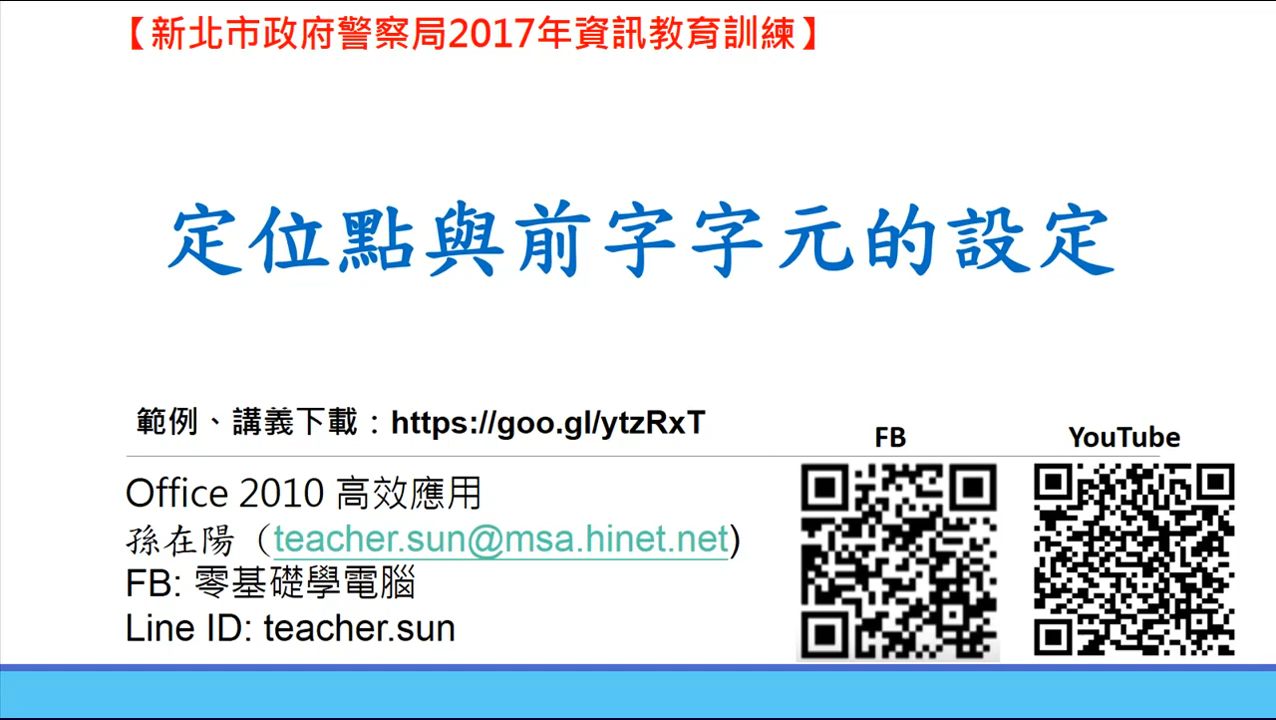 【新北市政府警察局2017年資訊教育訓練】
定位點與前字字元的設定
範例、講義下載：https://goo.gl/ytzRxT
FB
YouTube
Office 2010 高效應用
孫在陽（teacher.sun@msa.hinet.net)
FB: 零基礎學電腦
Line ID: teacher.sun